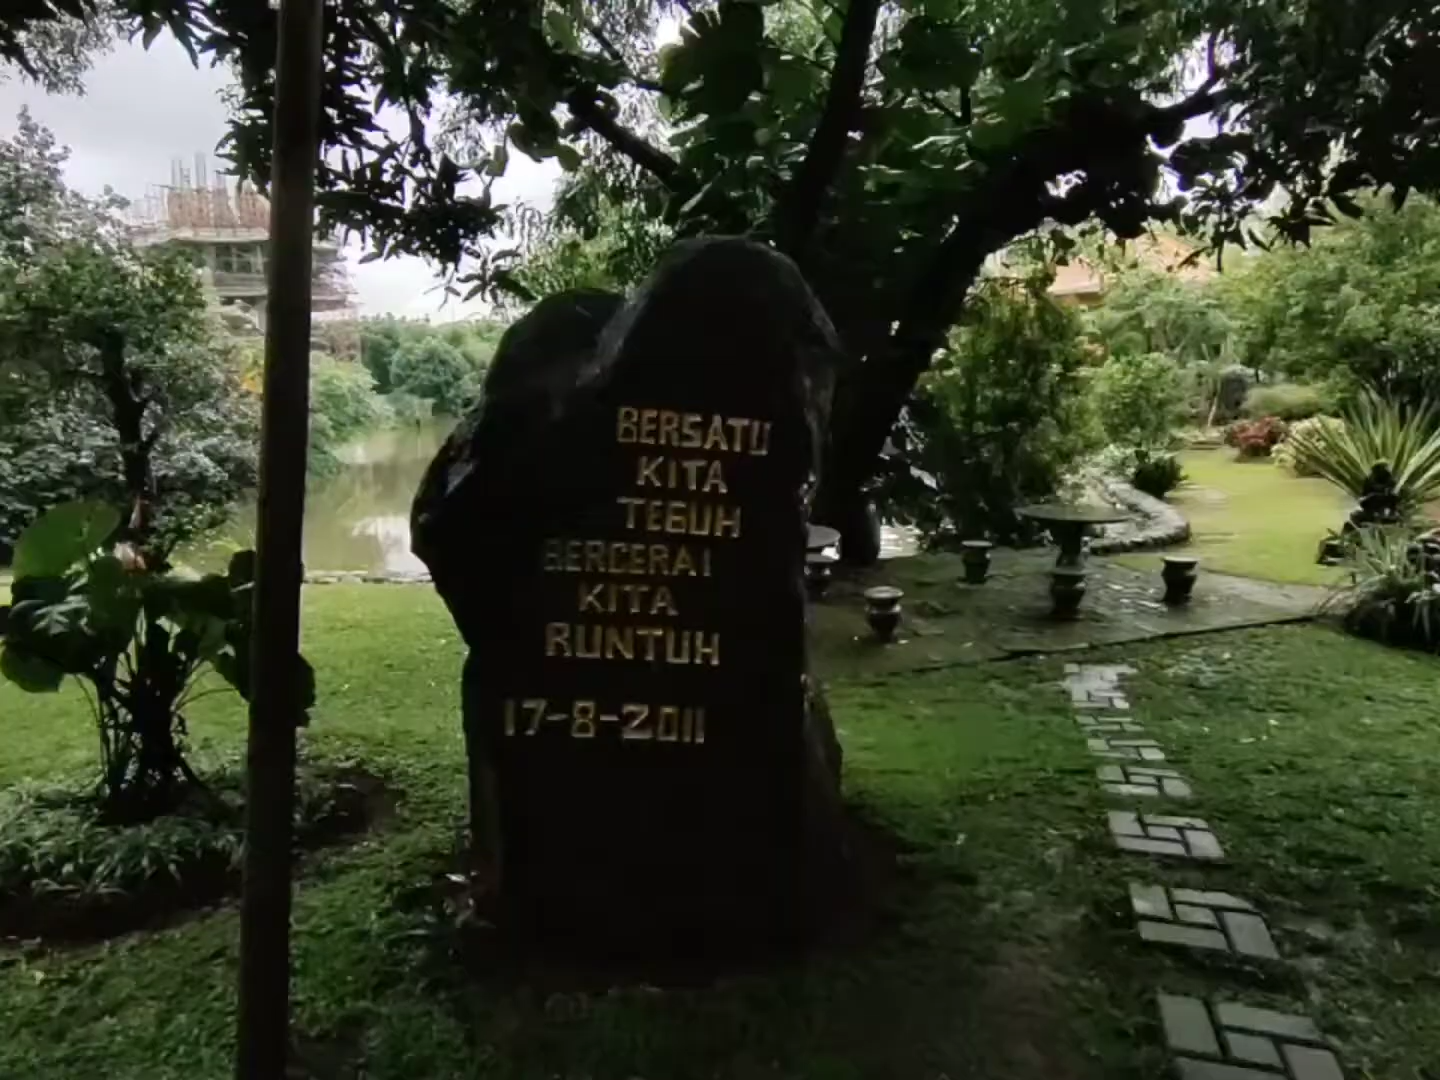 BERSATU
KITA
TEGUH
BERCERAI
KITA
RUNTUH
17-8-2011